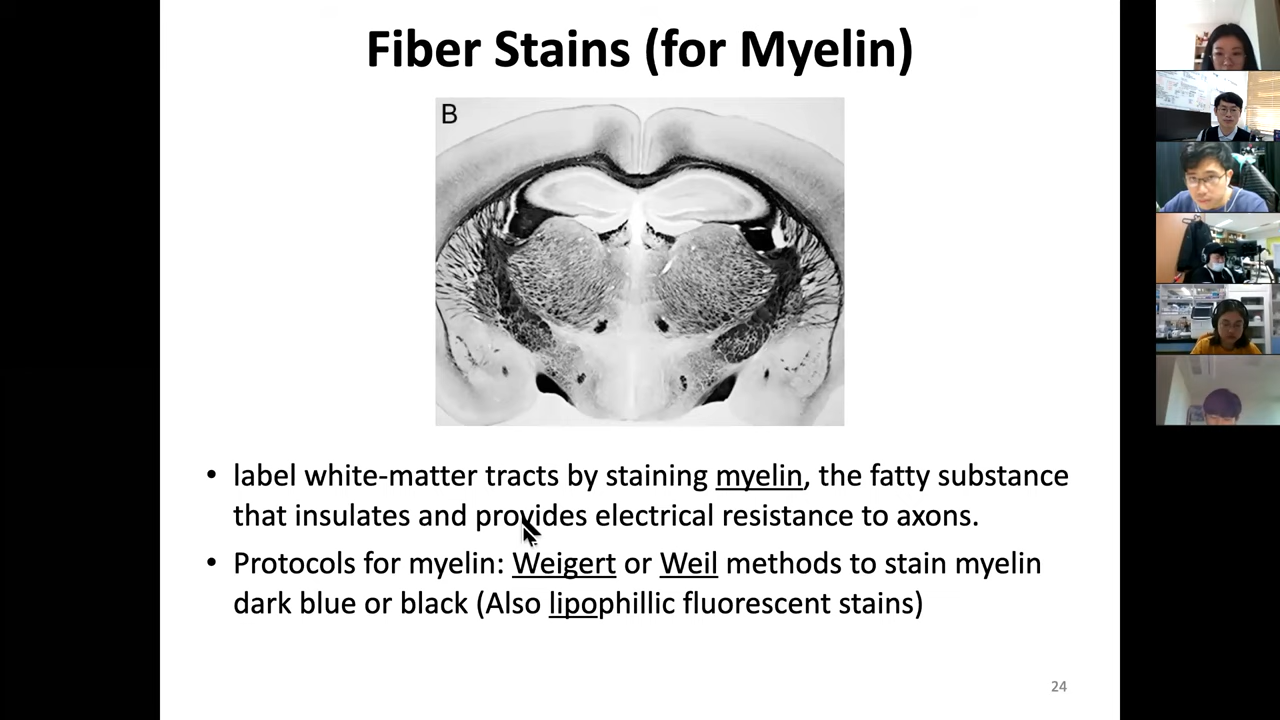 Fiber Stains (for Myelin)
B
• label white-matter tracts by staining myelin, the fatty substance
that insulates and provides electrical resistance to axons.
• Protocols for myelin: Weigert or Weil methods to stain myelin
dark blue or black (Also lipophillic fluorescent stains)
24